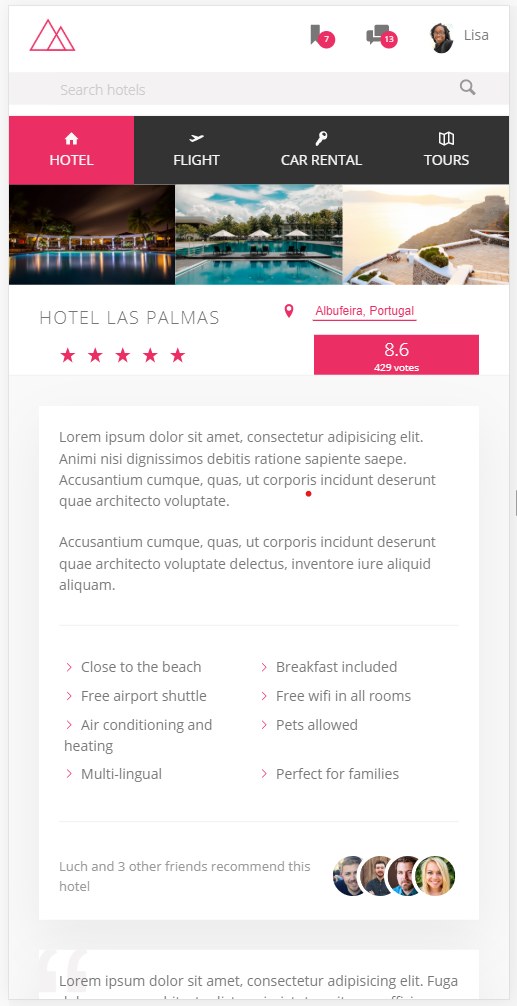 7
13
Lisa
Search hotels
HOTEL
FLIGHT
CAR RENTAL
TOURS
HOTEL LAS PALMAS
Albufeira, Portugal
8.6
429 votes
Lorem ipsum dolor sit amet, consectetur adipisicing elit.
Animi nisi dignissimos debitis ratione sapiente saepe.
Accusantium cumque, quas, ut corporis incidunt deserunt
quae architecto voluptate.
Accusantium cumque, quas, ut corporis incidunt deserunt
quae architecto voluptate delectus, inventore iure aliquid
aliquam.
Close to the beach
Breakfast included
Free airport shuttle
Free wifi in all rooms
Air conditioning and
heating
Pets allowed
Multi-lingual
Perfect for families
Luch and 3 other friends recommend this
hotel
“
Lorem ipsum dolor sit amet, consectetur adipisicing elit. Fuga